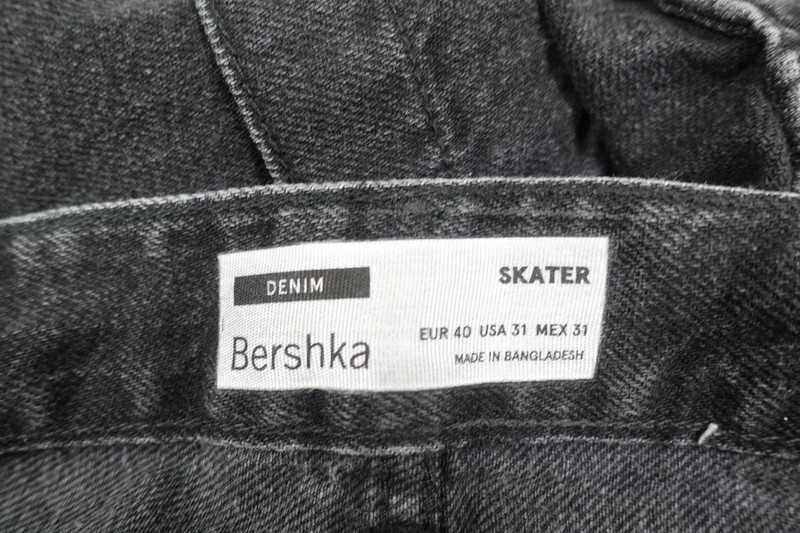 DENIM
SKATER
Bershka
EUR 40 USA 31 MEX 31
MADE IN BANGLADESH